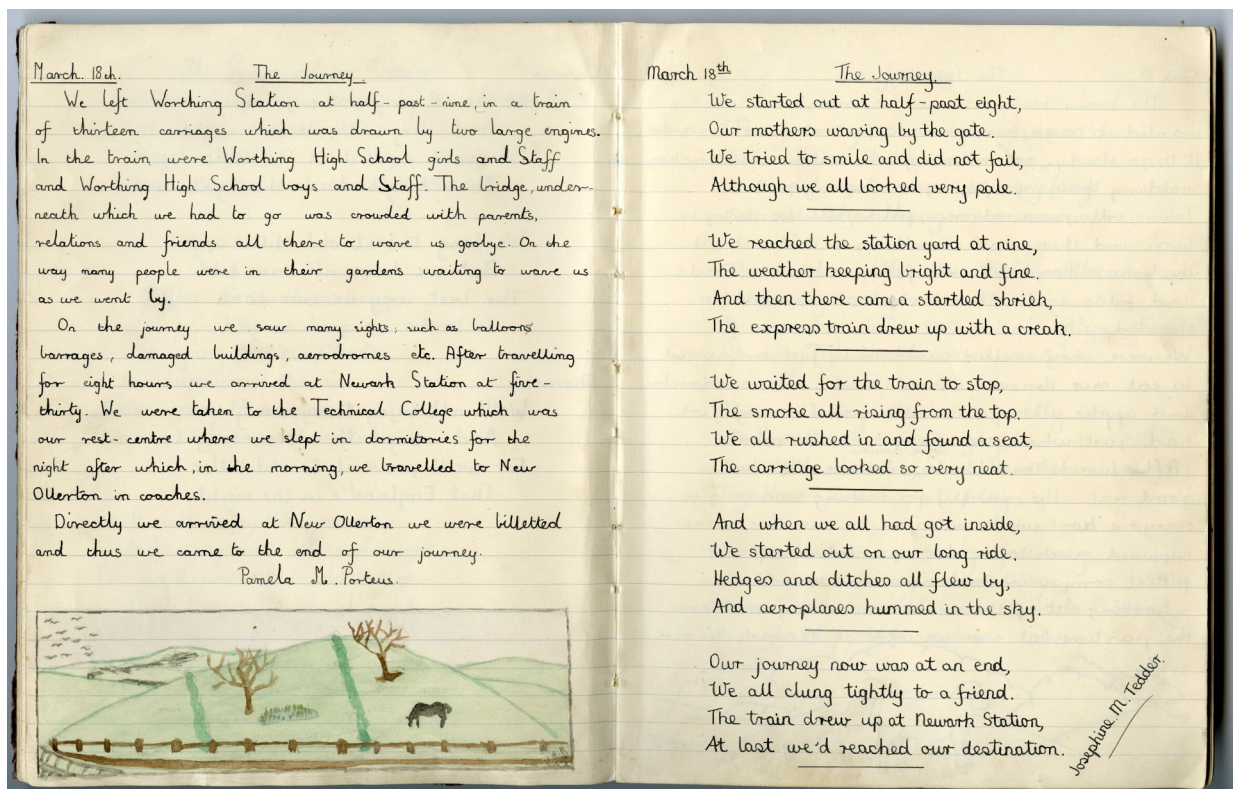 March. 18th. The Journey.
We left Worthing Station at half-past-nine, in a train
of thirteen carriages which was drawn by two large engines.
In the train were Worthing High School girls and Staff
and Worthing High School boys and Staff. The bridge, under-
neath which we had to go was crowded with parents,
relations and friends all there to wave us goobye. On the
way many people were in their gardens waiting to wave us
as we went by.
On the journey we saw many sights; such as balloons
barrages, damaged buildings, aerodromes etc. After travelling
for eight hours we arrived at Newark Station at five-
thirty. We were taken to the Technical College which was
our rest-centre where we slept in dormitories for the
night after which, in the morning, we travelled to New
Ollerton in coaches.
Directly we arrived at New Ollerton we were billetted
and thus we came to the end of our journey.
Pamela M. Porteus.
March 18th The Journey.
We started out at half-past eight,
Our mothers waving by the gate.
We tried to smile and did not fail,
Although we all looked very pale.
We reached the station yard at nine,
The weather keeping bright and fine.
And then there came a startled shriek,
The express train drew up with a creak.
We waited for the train to stop,
The smoke all rising from the top.
We all rushed in and found a seat,
The carriage looked so very neat.
And when we all had got inside,
We started out on our long ride.
Hedges and ditches all flew by,
And aeroplanes hummed in the sky.
Our journey now was at an end,
We all clung tightly to a friend.
The train drew up at Newark Station,
At last we'd reached our destination.
Josephine. M. Tedder.